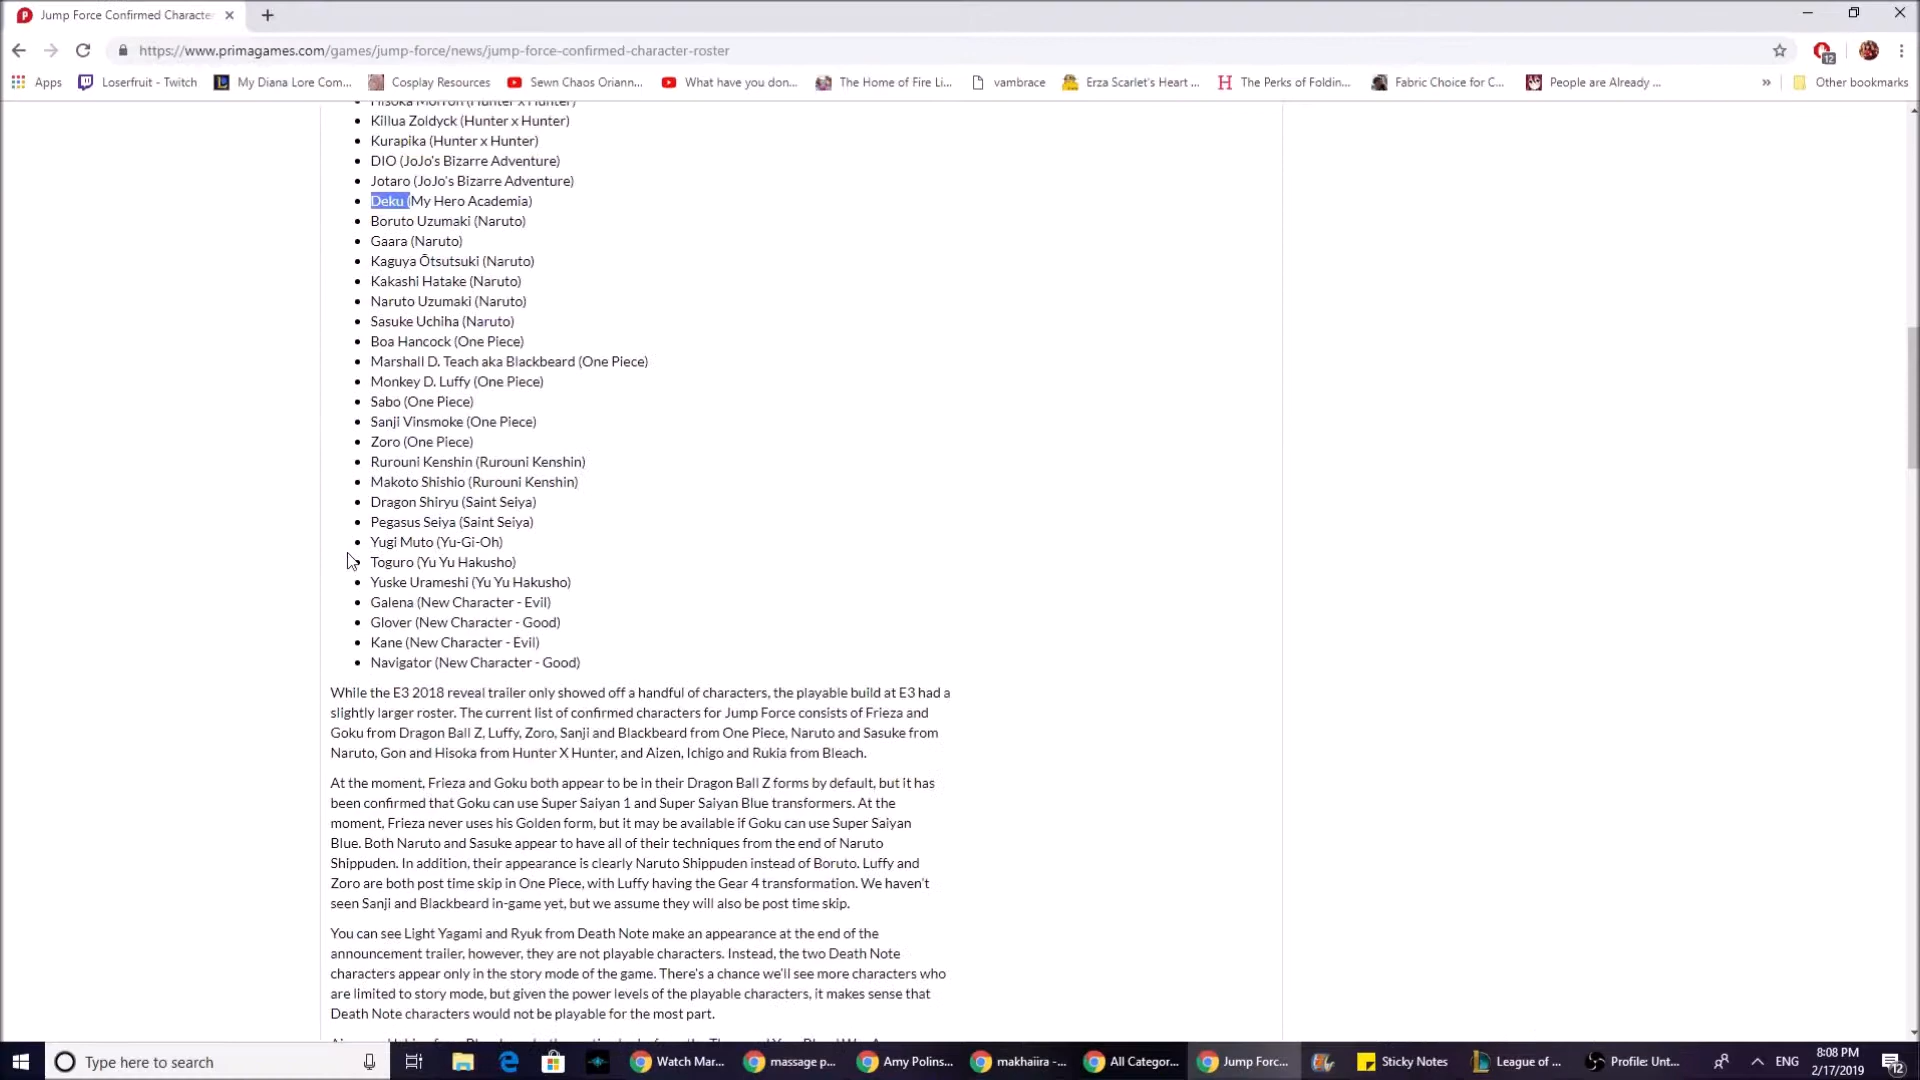 Jump Force Confirmed Characte
https://www.primagames.com/games/jump-force/news/jump-force-confirmed-character-roster
12
Apps
Loserfruit - Twitch
My Diana Lore Com...
Cosplay Resources
Sewn Chaos Oriann...
What have you don...
The Home of Fire Li...
vambrace
Erza Scarlet's Heart ...
The Perks of Foldin...
Fabric Choice for C...
People are Already ...
Other bookmarks
Hisoka Morroh (Hunter x Hunter)
Killua Zoldyck (Hunter x Hunter)
Kurapika (Hunter x Hunter)
DIO (JoJo's Bizarre Adventure)
Jotaro (JoJo's Bizarre Adventure)
Deku (My Hero Academia)
Boruto Uzumaki (Naruto)
Gaara (Naruto)
Kaguya Ōtsutsuki (Naruto)
Kakashi Hatake (Naruto)
Naruto Uzumaki (Naruto)
Sasuke Uchiha (Naruto)
Boa Hancock (One Piece)
Marshall D. Teach aka Blackbeard (One Piece)
Monkey D. Luffy (One Piece)
Sabo (One Piece)
Sanji Vinsmoke (One Piece)
Zoro (One Piece)
Rurouni Kenshin (Rurouni Kenshin)
Makoto Shishio (Rurouni Kenshin)
Dragon Shiryu (Saint Seiya)
Pegasus Seiya (Saint Seiya)
Yugi Muto (Yu-Gi-Oh)
Toguro (Yu Yu Hakusho)
Yuske Urameshi (Yu Yu Hakusho)
Galena (New Character - Evil)
Glover (New Character - Good)
Kane (New Character - Evil)
Navigator (New Character - Good)
While the E3 2018 reveal trailer only showed off a handful of characters, the playable build at E3 had a
slightly larger roster. The current list of confirmed characters for Jump Force consists of Frieza and
Goku from Dragon Ball Z, Luffy, Zoro, Sanji and Blackbeard from One Piece, Naruto and Sasuke from
Naruto, Gon and Hisoka from Hunter X Hunter, and Aizen, Ichigo and Rukia from Bleach.
At the moment, Frieza and Goku both appear to be in their Dragon Ball Z forms by default, but it has
been confirmed that Goku can use Super Saiyan 1 and Super Saiyan Blue transformers. At the
moment, Frieza never uses his Golden form, but it may be available if Goku can use Super Saiyan
Blue. Both Naruto and Sasuke appear to have all of their techniques from the end of Naruto
Shippuden. In addition, their appearance is clearly Naruto Shippuden instead of Boruto. Luffy and
Zoro are both post time skip in One Piece, with Luffy having the Gear 4 transformation. We haven't
seen Sanji and Blackbeard in-game yet, but we assume they will also be post time skip.
You can see Light Yagami and Ryuk from Death Note make an appearance at the end of the
announcement trailer, however, they are not playable characters. Instead, the two Death Note
characters appear only in the story mode of the game. There's a chance we'll see more characters who
are limited to story mode, but given the power levels of the playable characters, it makes sense that
Death Note characters would not be playable for the most part.
Type here to search
Watch Mar...
massage p...
Amy Polins...
makhaiira -...
All Categor...
Jump Forc...
Sticky Notes
League of ...
Profile: Unt...
ENG
8:08 PM
2/17/2019
12